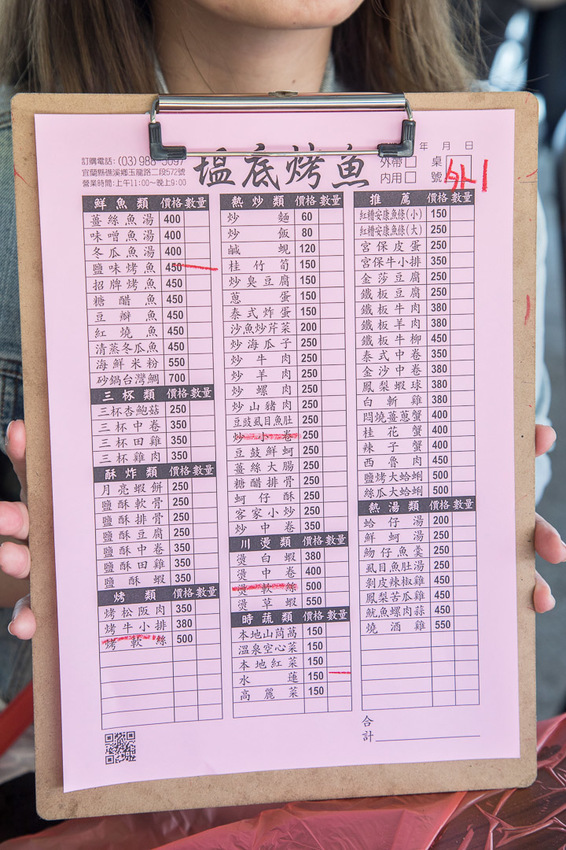 年 月 日
訂購電話:(03)988-5097
宜蘭縣礁溪鄉玉龍路二段572號
營業時間:上午11:00~晚上9:00
塭底烤魚
外帶□ 桌
內用□ 號
外1
鮮魚類 價格 數量
薑絲魚湯 400
味噌魚湯 400
冬瓜魚湯 400
鹽味烤魚 450
招牌烤魚 450
糖醋魚 450
豆瓣魚 450
紅燒魚 450
清蒸冬瓜魚 450
海鮮米粉 550
砂鍋台灣鯛 700
三杯類 價格 數量
三杯杏鮑菇 250
三杯中卷 350
三杯田雞 350
三杯雞肉 350
酥炸類 價格 數量
月亮蝦餅 250
鹽酥軟骨 250
鹽酥排骨 250
鹽酥豆腐 250
鹽酥中卷 350
鹽酥田雞 350
鹽酥蝦 350
烤類 價格 數量
烤松阪肉 350
烤牛小排 380
烤軟絲 500
熱炒類 價格 數量
炒麵 60
炒飯 80
鹹蜆 120
桂竹筍 150
炒臭豆腐 150
蔥蛋 150
泰式炸蛋 150
沙魚炒芹菜 200
炒海瓜子 250
炒牛肉 250
炒羊肉 250
炒螺肉 250
炒山豬肉 250
豆豉虱目魚肚 250
炒小卷 250
豆豉鮮蚵 250
薑絲大腸 250
糖醋排骨 250
蚵仔酥 250
客家小炒 250
炒中卷 350
川燙類 價格 數量
燙白蝦 380
燙中卷 400
燙軟絲 500
燙草蝦 550
時蔬類 價格 數量
本地山茼蒿 150
溫泉空心菜 150
本地紅菜 150
水蓮 150
高麗菜 150
推薦 價格 數量
紅糟安康魚條(小) 150
紅糟安康魚條(大) 250
宮保皮蛋 250
宮保牛小排 350
金莎豆腐 250
鐵板豆腐 250
鐵板牛肉 380
鐵板羊肉 380
鐵板牛柳 450
泰式中卷 350
金沙中卷 380
鳳梨蝦球 380
白斬雞 380
悶燒薑蔥蟹 400
桂花蟹 400
辣子蟹 400
西魯肉 450
鹽烤大蛤蜊 500
絲瓜大蛤蜊 500
熱湯類 價格 數量
蛤仔湯 200
鮮蚵湯 250
魩仔魚羹 250
虱目魚肚湯 350
剝皮辣椒雞 450
鳳梨苦瓜雞 450
魷魚螺肉蒜 450
燒酒雞 550
合
計